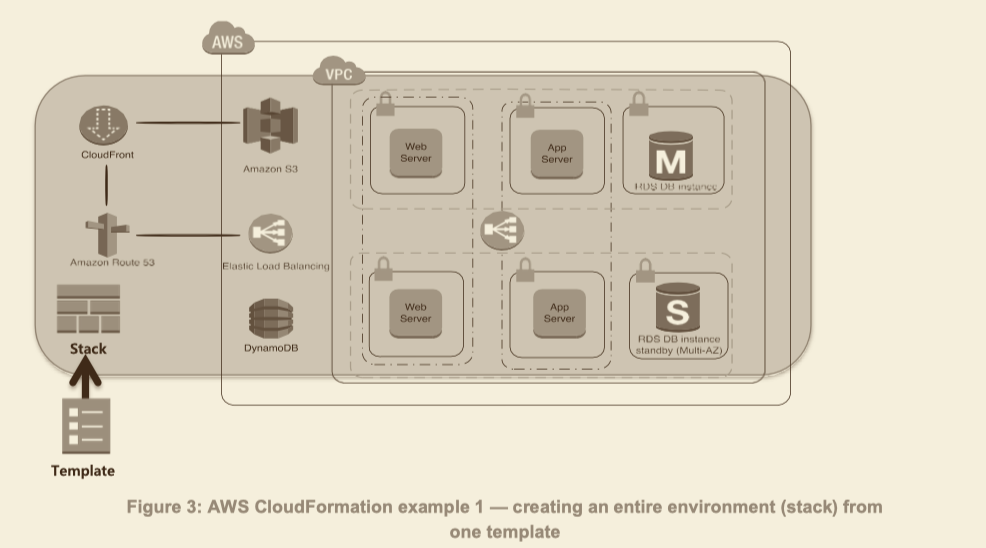 AWS
VPC
CloudFront
Amazon S3
Web
Server
App
Server
M
RDS DB instance
Amazon Route 53
Elastic Load Balancing
Stack
DynamoDB
Web
Server
App
Server
S
RDS DB instance
standby (Multi-AZ)
Template
Figure 3: AWS CloudFormation example 1 — creating an entire environment (stack) from
one template